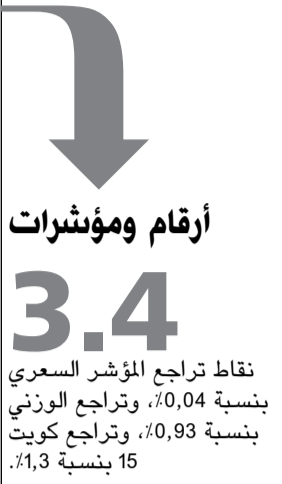 أرقام ومؤشرات
3.4
نقاط تراجع المؤشر السعري
بنسبة 0,04٪، وتراجع الوزني
بنسبة 0,93٪، وتراجع كويت
15 بنسبة 1,3٪.